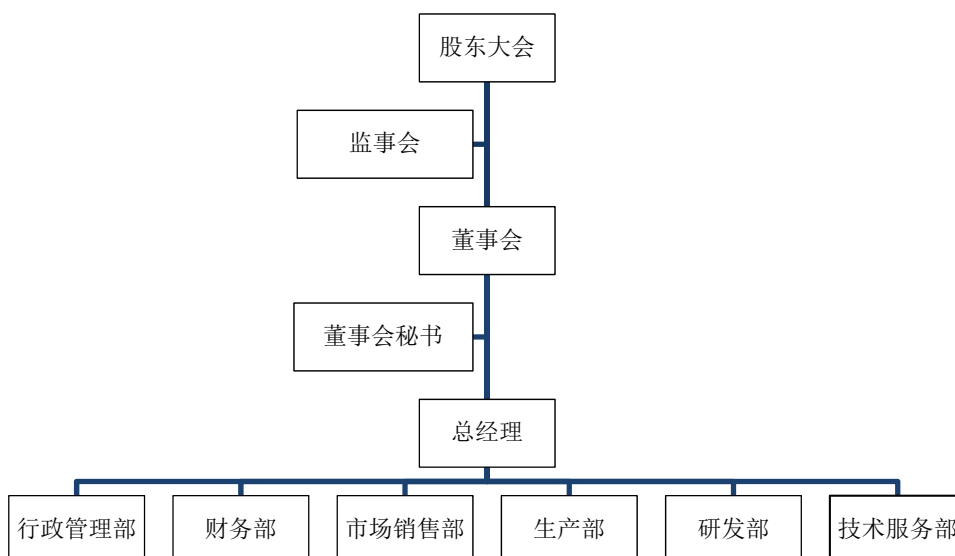 股东大会
监事会
董事会
董事会秘书
总经理
行政管理部
财务部
市场销售部
生产部
研发部
技术服务部